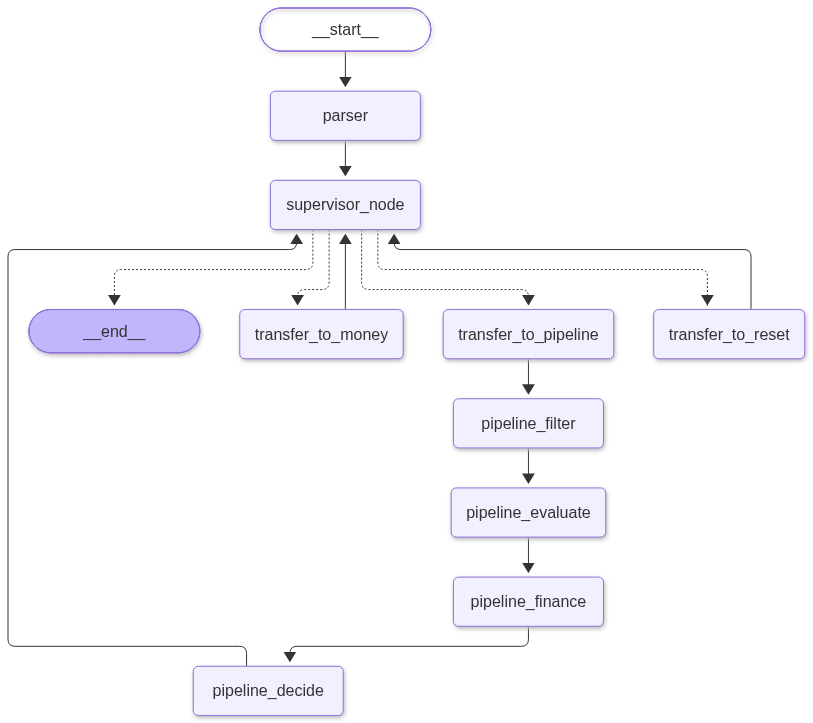 __start__
parser
supervisor_node
__end__
transfer_to_money
transfer_to_pipeline
transfer_to_reset
pipeline_filter
pipeline_evaluate
pipeline_finance
pipeline_decide